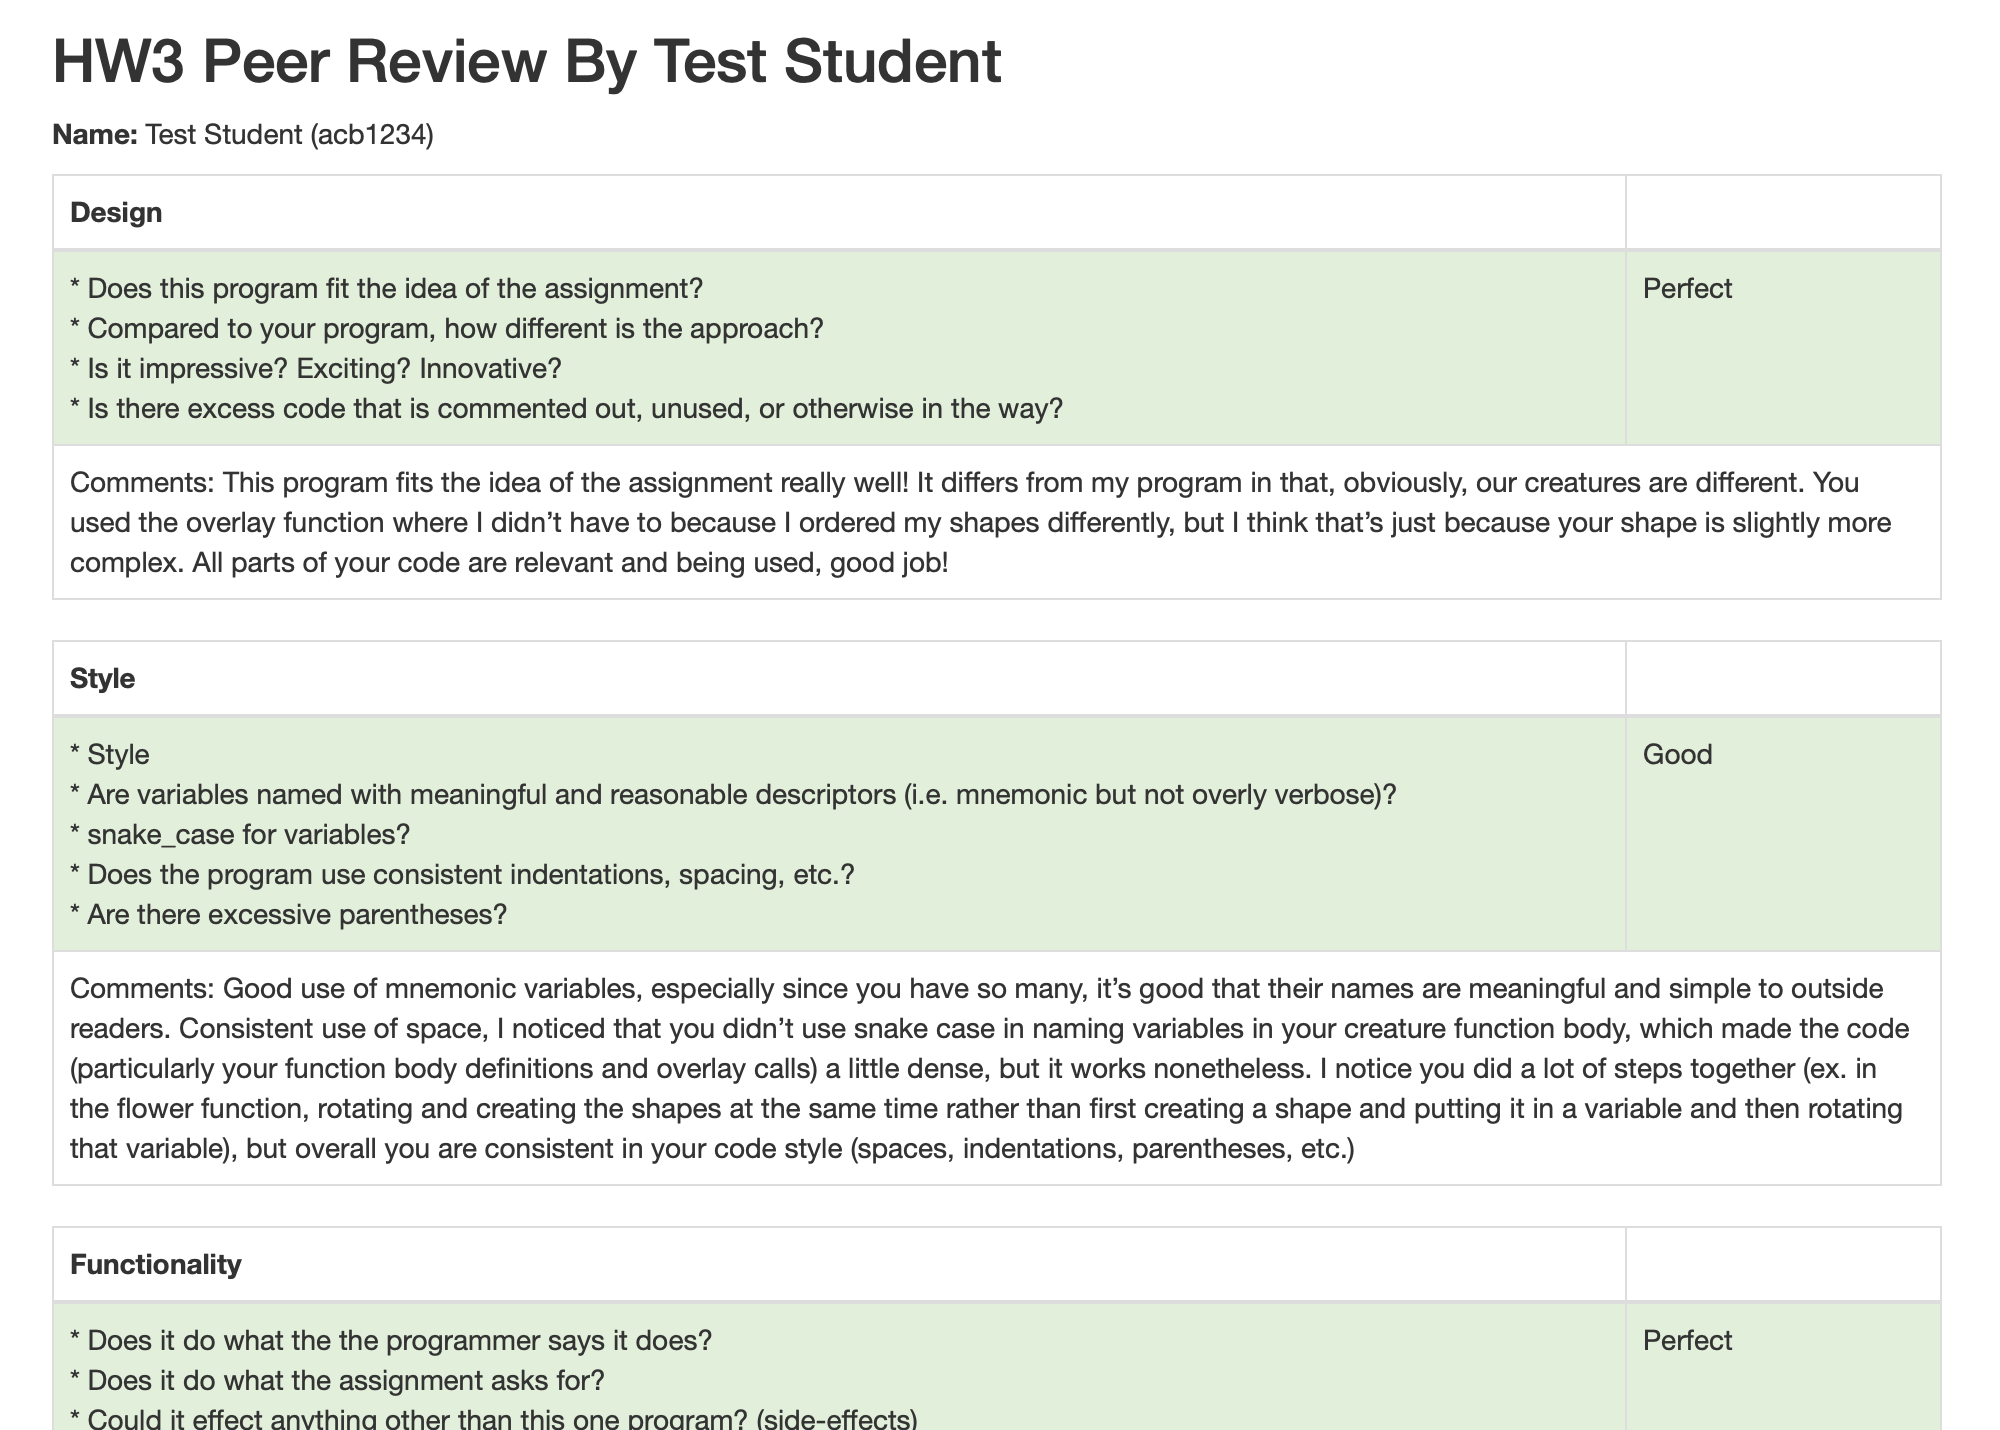 HW3 Peer Review By Test Student
Name: Test Student (acb1234)
Design
* Does this program fit the idea of the assignment?
Perfect
* Compared to your program, how different is the approach?
* Is it impressive? Exciting? Innovative?
* Is there excess code that is commented out, unused, or otherwise in the way?
Comments: This program fits the idea of the assignment really well! It differs from my program in that, obviously, our creatures are different. You
used the overlay function where I didn’t have to because I ordered my shapes differently, but I think that’s just because your shape is slightly more
complex. All parts of your code are relevant and being used, good job!
Style
* Style
Good
* Are variables named with meaningful and reasonable descriptors (i.e. mnemonic but not overly verbose)?
* snake_case for variables?
* Does the program use consistent indentations, spacing, etc.?
* Are there excessive parentheses?
Comments: Good use of mnemonic variables, especially since you have so many, it’s good that their names are meaningful and simple to outside
readers. Consistent use of space, I noticed that you didn’t use snake case in naming variables in your creature function body, which made the code
(particularly your function body definitions and overlay calls) a little dense, but it works nonetheless. I notice you did a lot of steps together (ex. in
the flower function, rotating and creating the shapes at the same time rather than first creating a shape and putting it in a variable and then rotating
that variable), but overall you are consistent in your code style (spaces, indentations, parentheses, etc.)
Functionality
* Does it do what the the programmer says it does?
Perfect
* Does it do what the assignment asks for?
* Could it effect anything other than this one program? (side-effects)